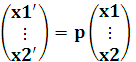 x1′
⋮
x2′
= p
x1
⋮
x2